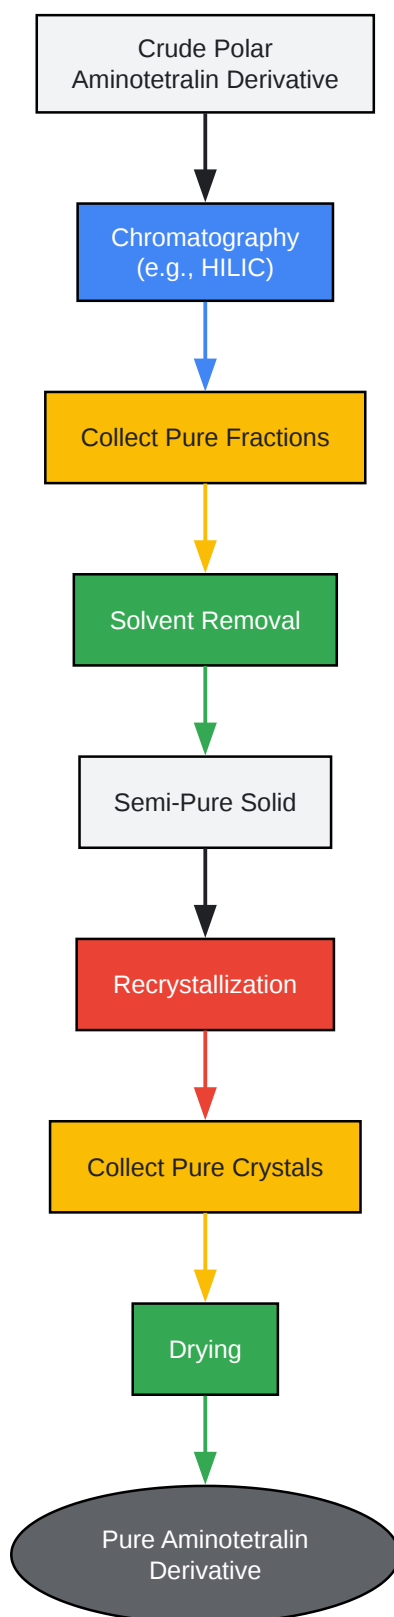 Crude Polar
Aminotetralin Derivative
Chromatography
(e.g., HILIC)
Collect Pure Fractions
Solvent Removal
Semi-Pure Solid
Recrystallization
Collect Pure Crystals
Drying
Pure Aminotetralin
Derivative